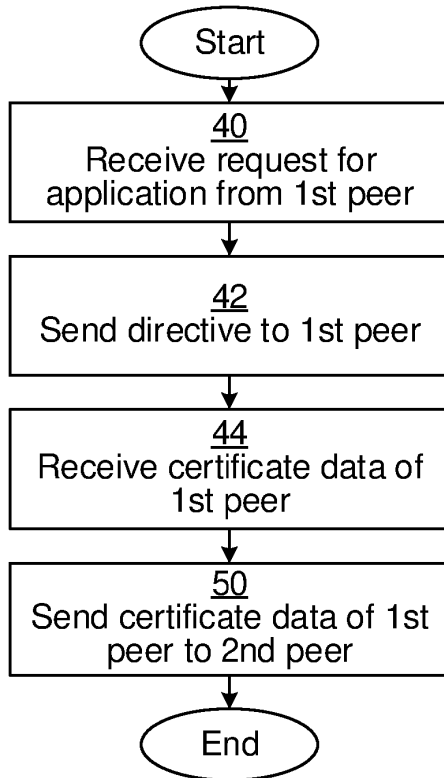 Start
40
Receive request for
application from 1st peer
42
Send directive to 1st peer
44
Receive certificate data of
1st peer
50
Send certificate data of 1st
peer to 2nd peer
End